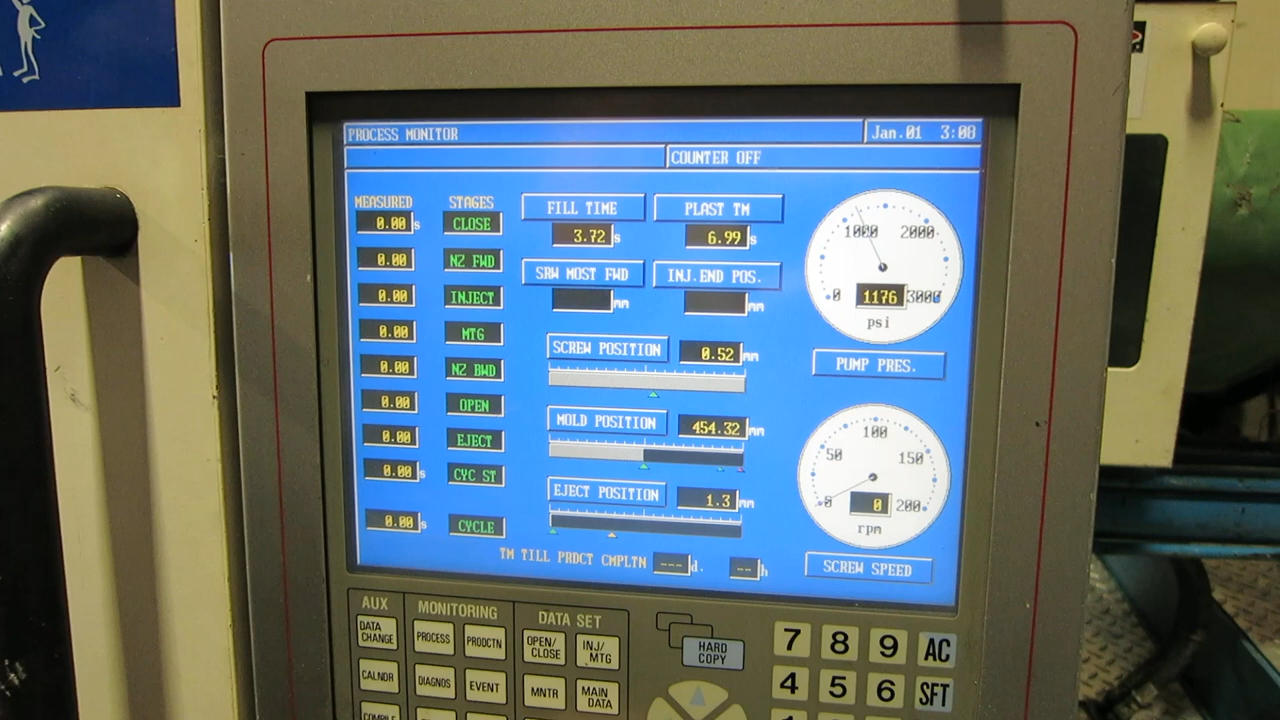 PROCESS MONITOR Jan.01 3:08
COUNTER OFF
MEASURED STAGES
0.00 s CLOSE
0.00 NZ FWD
0.00 INJECT
0.00 MTG
0.00 NZ BWD
0.00 OPEN
0.00 EJECT
0.00 s CYC ST
0.00 s CYCLE
FILL TIME PLAST TM
3.72 s 6.99 s
SRW MOST FWD INJ.END POS.
mm mm
SCREW POSITION 0.52 mm
MOLD POSITION 454.32 mm
EJECT POSITION 1.3 mm
TM TILL PRDCT CMPLTN --- d. -- h
1000 2000
0 1176 3000
psi
PUMP PRES.
100
50 150
0 0 200
rpm
SCREW SPEED
AUX MONITORING DATA SET
DATA CHANGE PROCESS PRODCTN OPEN/CLOSE INJ/MTG HARD COPY 7 8 9 AC
CALNDR DIAGNOS EVENT MNTR MAIN DATA 4 5 6 SFT